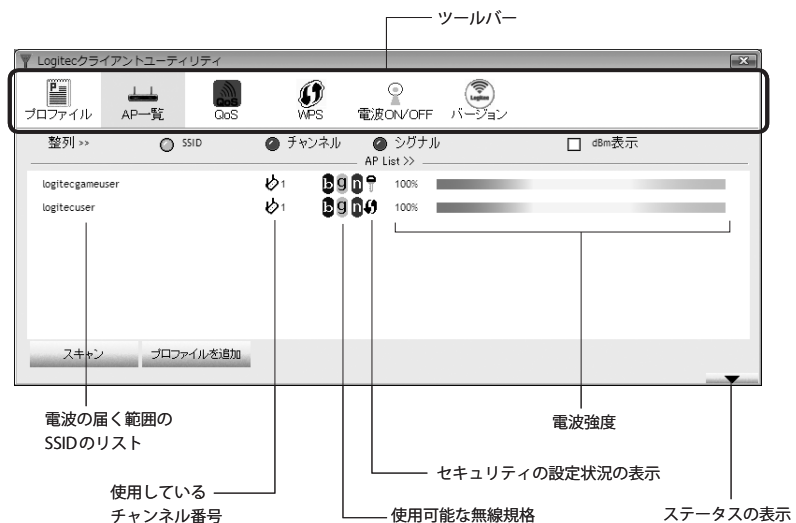 ツールバー
Logitecクライアントユーティリティ
プロファイル AP一覧 QoS WPS 電波ON/OFF バージョン
QoS Logitec
整列 >> SSID チャンネル シグナル dBm表示
AP List >>
logitecgameuser 1 b g n 100%
logitecuser 1 b g n 100%
スキャン プロファイルを追加
電波の届く範囲の
SSIDのリスト
電波強度
セキュリティの設定状況の表示
使用している
チャンネル番号
使用可能な無線規格
ステータスの表示